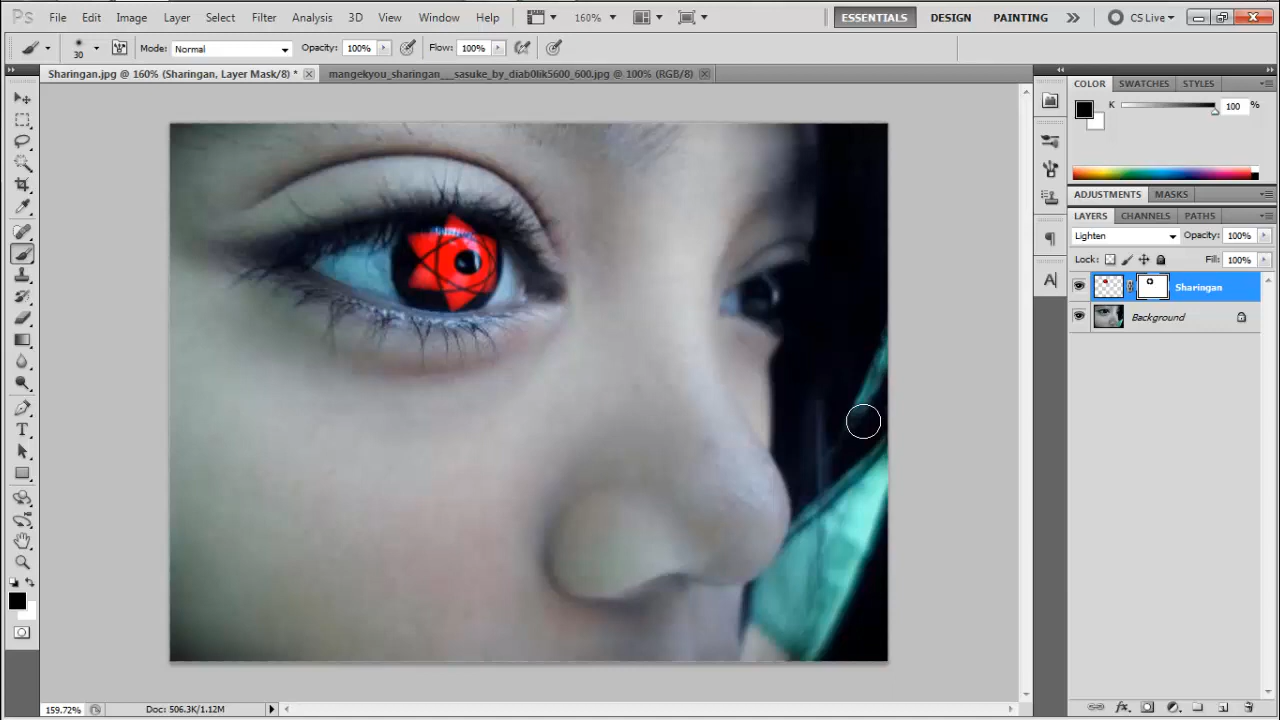 Ps File Edit Image Layer Select Filter Analysis 3D View Window Help 160% ESSENTIALS DESIGN PAINTING CS Live
30 Mode: Normal Opacity: 100% Flow: 100%
Sharingan.jpg @ 160% (Sharingan, Layer Mask/8) * mangekyou_sharingan___sasuke_by_diab0lik5600_600.jpg @ 100% (RGB/8)
COLOR SWATCHES STYLES
K 100 %
ADJUSTMENTS MASKS
LAYERS CHANNELS PATHS
Lighten Opacity: 100%
Lock: Fill: 100%
Sharingan
Background
159.72% Doc: 506.3K/1.12M